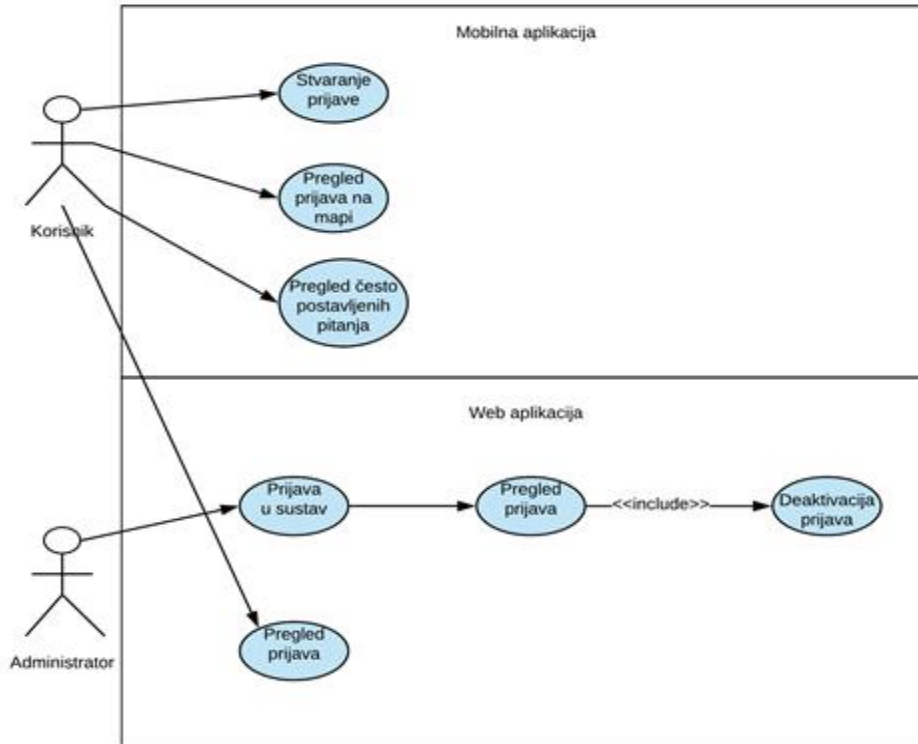 Mobilna aplikacija
Stvaranje
prijave
Pregled
prijava na
mapi
Korisnik
Pregled često
postavljenih
pitanja
Web aplikacija
Prijava
u sustav
Pregled
prijava
<<include>>
Deaktivacija
prijava
Pregled
prijava
Administrator